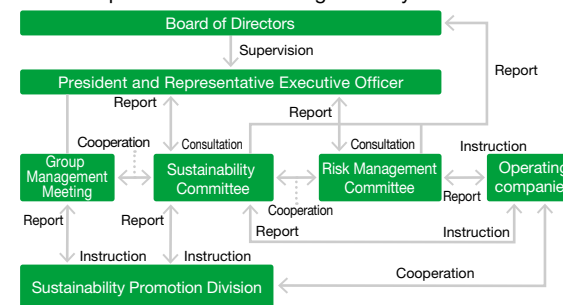 Board of Directors
Supervision
Report
President and Representative Executive Officer
Report
Report
Cooperation
Consultation
Consultation
Instruction
Group
Management
Meeting
Sustainability
Committee
Risk Management
Committee
Operating
Report
Cooperation
Report
Report
Report
Instruction
Instruction
Instruction
Cooperation
Sustainability Promotion Division